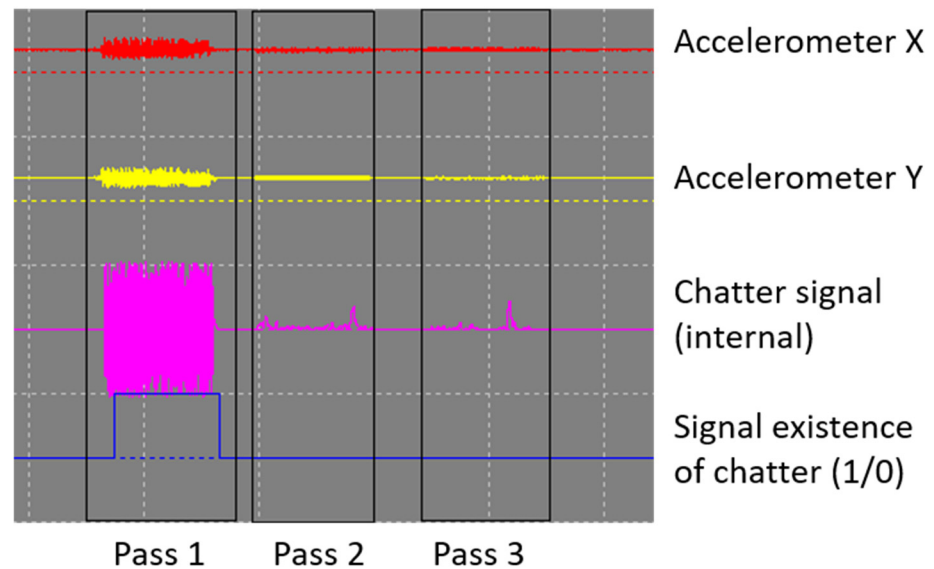 Accelerometer X
Accelerometer Y
Chatter signal
(internal)
Signal existence
of chatter (1/0)
Pass 1
Pass 2
Pass 3